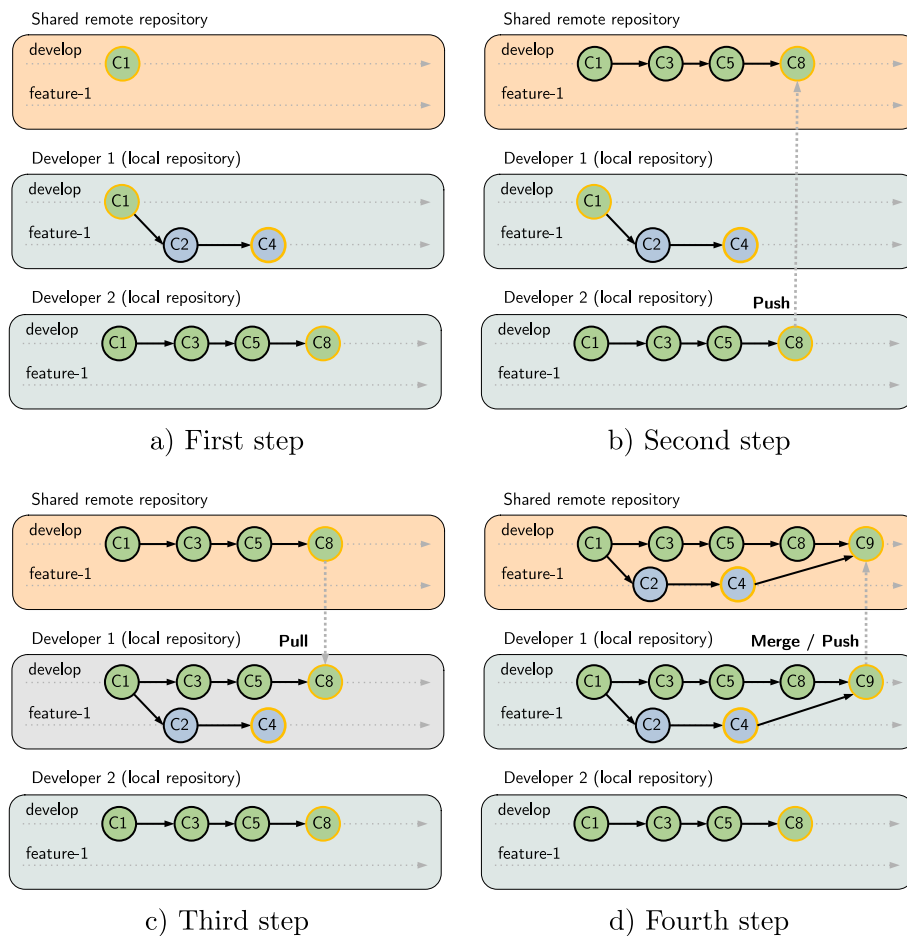 Shared remote repository
develop
C1
feature-1
Developer 1 (local repository)
develop
C1
feature-1
C2 C4
Developer 2 (local repository)
develop
C1 C3 C5 C8
feature-1
a) First step
Shared remote repository
develop
C1 C3 C5 C8
feature-1
Developer 1 (local repository)
develop
C1
feature-1
C2 C4
Developer 2 (local repository)
Push
develop
C1 C3 C5 C8
feature-1
b) Second step
Shared remote repository
develop
C1 C3 C5 C8
feature-1
Developer 1 (local repository)
Pull
develop
C1 C3 C5 C8
feature-1
C2 C4
Developer 2 (local repository)
develop
C1 C3 C5 C8
feature-1
c) Third step
Shared remote repository
develop
C1 C3 C5 C8 C9
feature-1
C2 C4
Developer 1 (local repository)
Merge / Push
develop
C1 C3 C5 C8 C9
feature-1
C2 C4
Developer 2 (local repository)
develop
C1 C3 C5 C8
feature-1
d) Fourth step